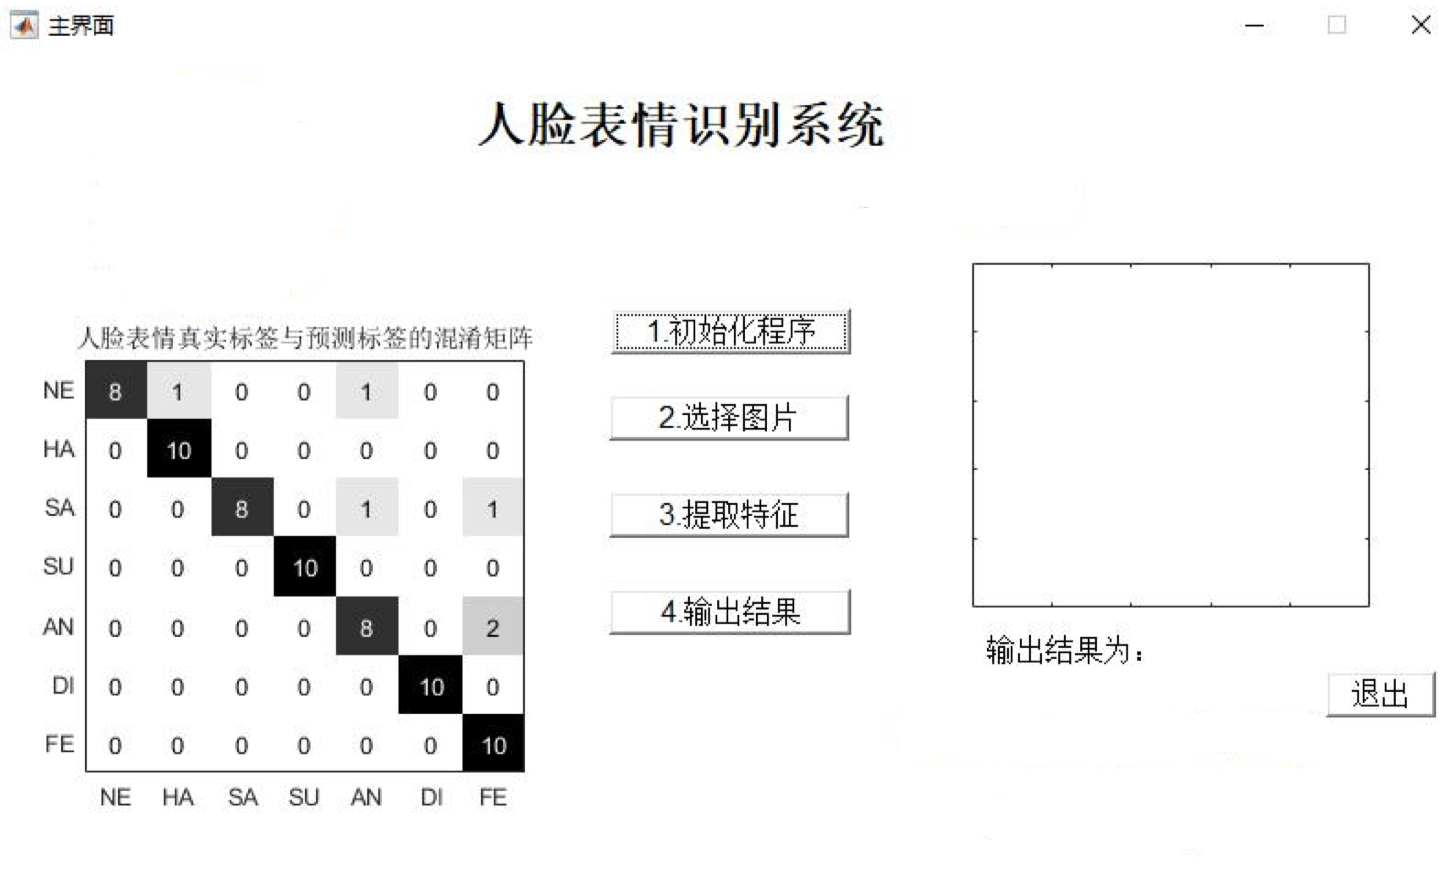 主界面
人脸表情识别系统
人脸表情真实标签与预测标签的混淆矩阵
NE 8 1 0 0 1 0 0
HA 0 10 0 0 0 0 0
SA 0 0 8 0 1 0 1
SU 0 0 0 10 0 0 0
AN 0 0 0 0 8 0 2
DI 0 0 0 0 0 10 0
FE 0 0 0 0 0 0 10
NE HA SA SU AN DI FE
1.初始化程序
2.选择图片
3.提取特征
4.输出结果
输出结果为：
退出